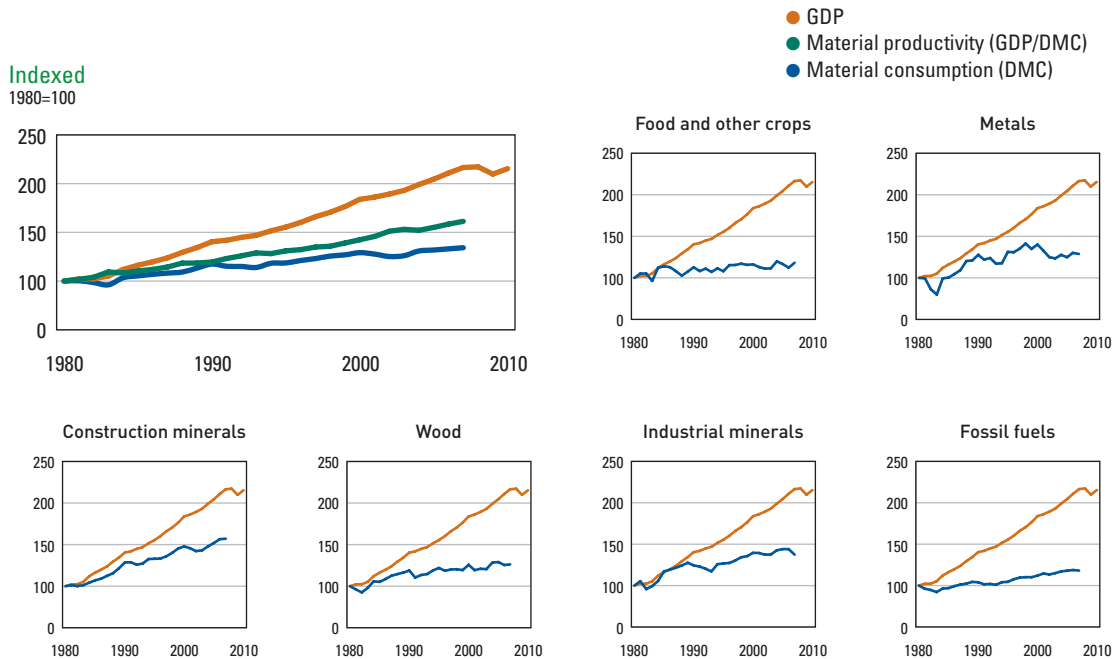 GDP
Material productivity (GDP/DMC)
Material consumption (DMC)
Indexed
1980=100
250
200
150
100
0
1980 1990 2000 2010
Food and other crops
250
200
150
100
0
1980 1990 2000 2010
Metals
250
200
150
100
0
1980 1990 2000 2010
Construction minerals
250
200
150
100
0
1980 1990 2000 2010
Wood
250
200
150
100
0
1980 1990 2000 2010
Industrial minerals
250
200
150
100
0
1980 1990 2000 2010
Fossil fuels
250
200
150
100
0
1980 1990 2000 2010